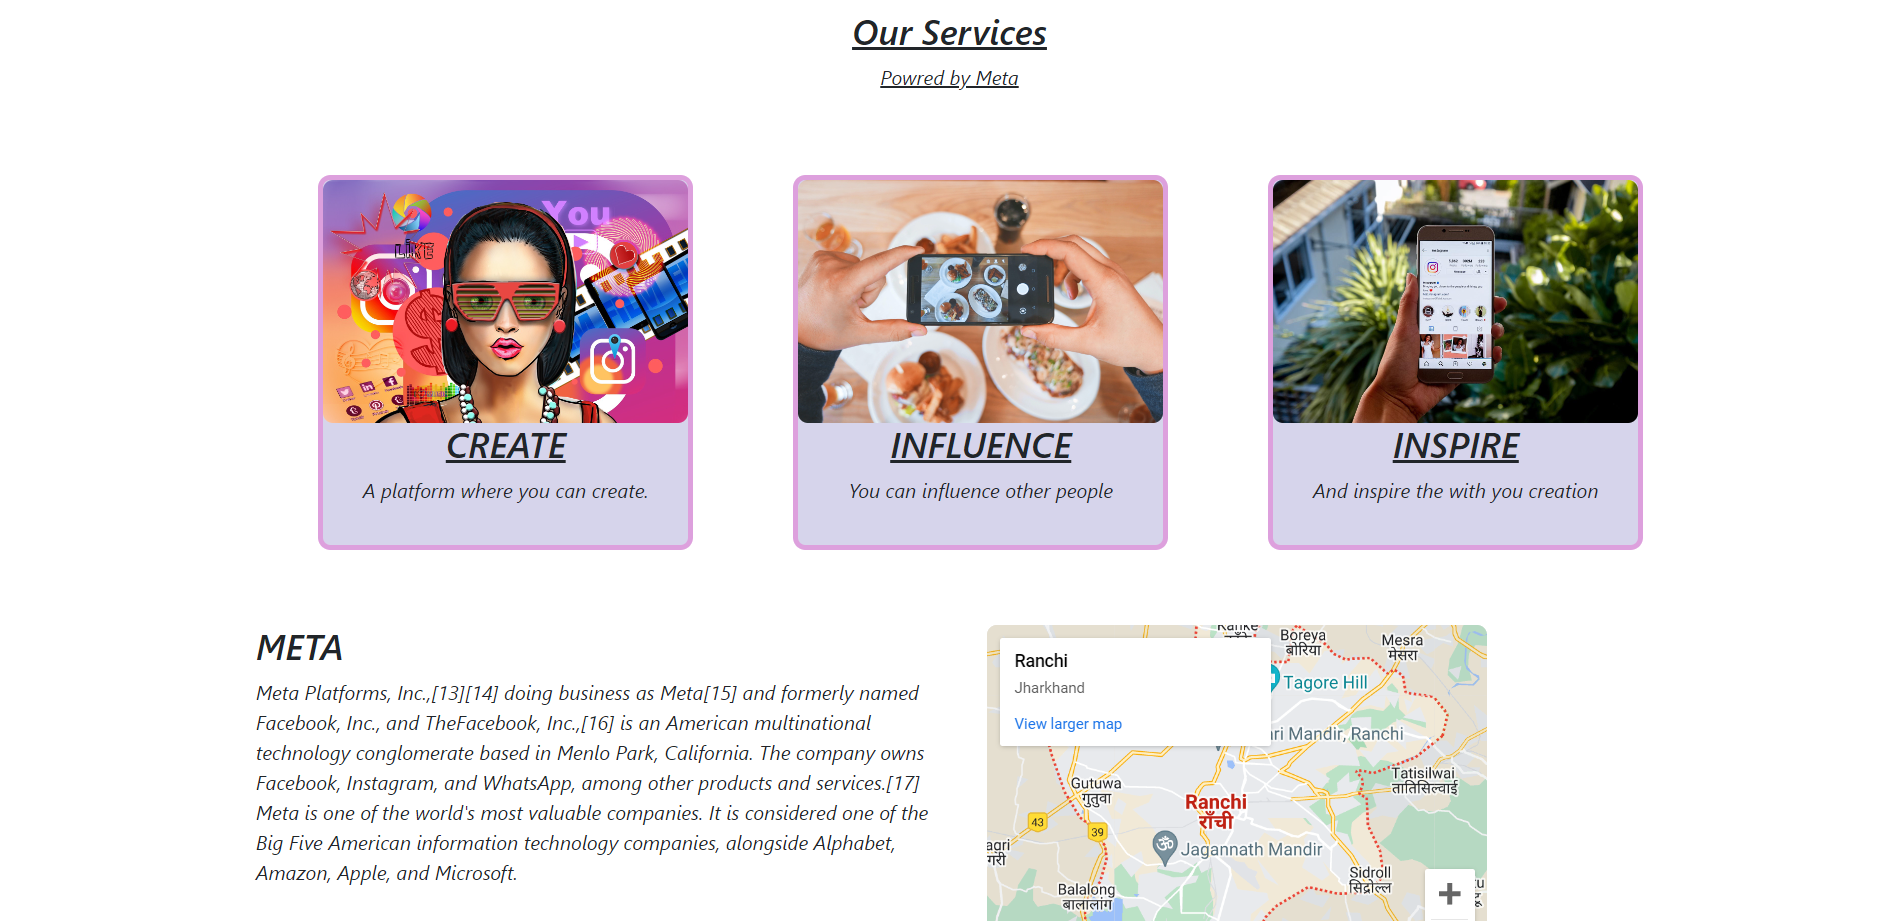 Our Services
Powred by Meta
You
LIKE
CREATE
A platform where you can create.
INFLUENCE
You can influence other people
INSPIRE
And inspire the with you creation
META
Meta Platforms, Inc.,[13][14] doing business as Meta[15] and formerly named
Facebook, Inc., and TheFacebook, Inc.,[16] is an American multinational
technology conglomerate based in Menlo Park, California. The company owns
Facebook, Instagram, and WhatsApp, among other products and services.[17]
Meta is one of the world's most valuable companies. It is considered one of the
Big Five American information technology companies, alongside Alphabet,
Amazon, Apple, and Microsoft.
Ranchi
Jharkhand
View larger map
Boreya
बोरिया
Mesra
मेसरा
Tagore Hill
Mandir, Ranchi
Tatisilwai
तातिसिल्वाई
Gutuwa
गुतुवा
Ranchi
राँची
43
39
Jagannath Mandir
Sidroll
सिद्रोल्ल
Balalong
बालालोंग